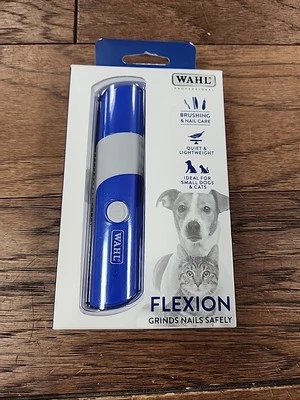 WAHL
PROFESSIONAL
BRUSHING
& NAIL CARE
QUIET &
LIGHTWEIGHT
IDEAL FOR
SMALL DOGS
& CATS
WAHL
FLEXION
GRINDS NAILS SAFELY